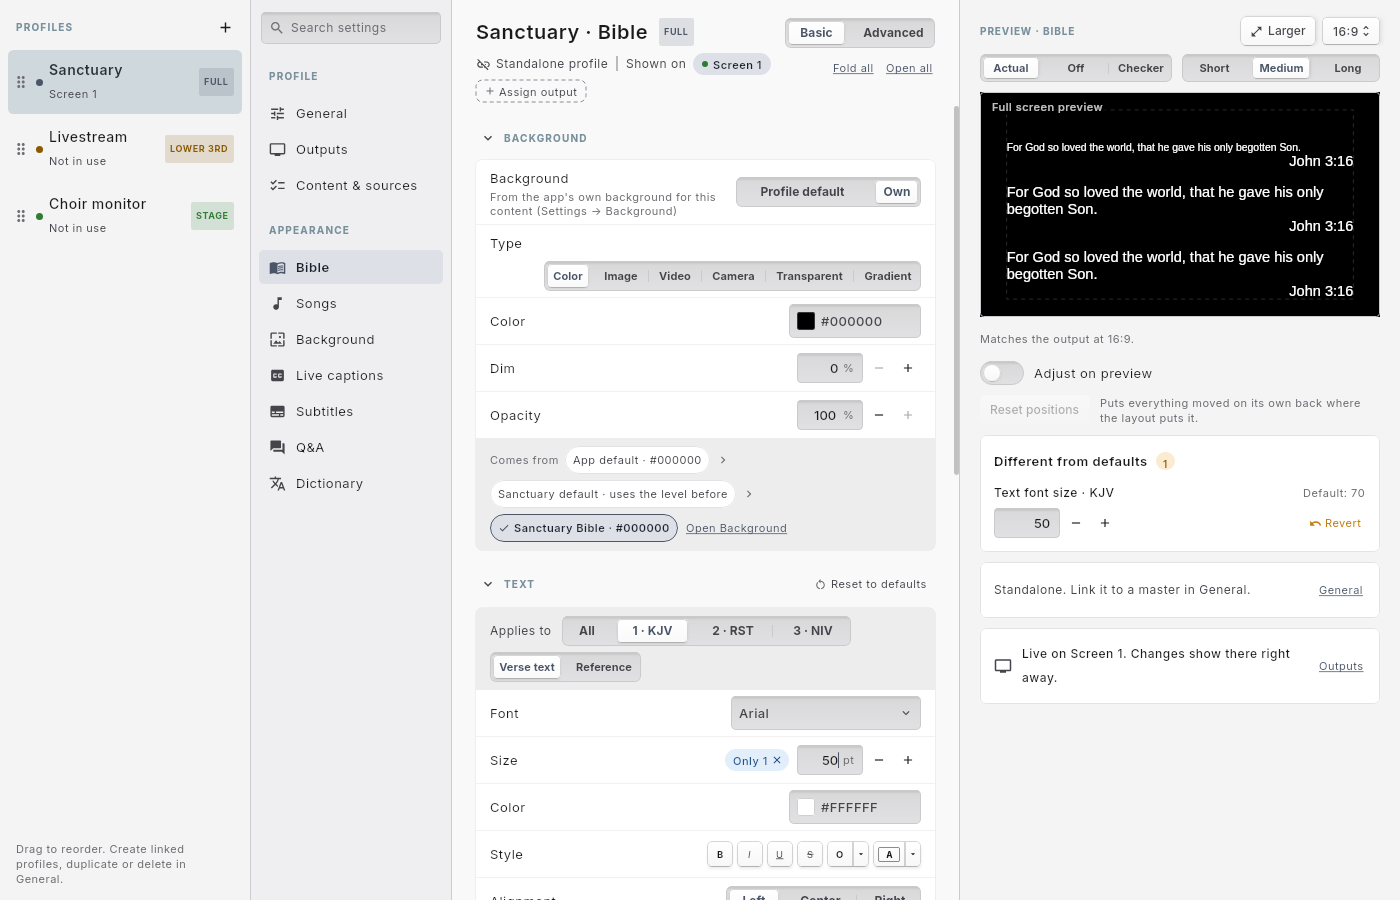 PROFILES
Sanctuary
Screen 1
FULL
Livestream
Not in use
LOWER 3RD
Choir monitor
Not in use
STAGE
Drag to reorder. Create linked
profiles, duplicate or delete in
General.
Search settings
PROFILE
General
Outputs
Content & sources
APPEARANCE
Bible
Songs
Background
Live captions
Subtitles
Q&A
Dictionary
Sanctuary · Bible
FULL
Basic
Advanced
Standalone profile | Shown on
Screen 1
Fold all
Open all
+ Assign output
BACKGROUND
Background
From the app's own background for this
content (Settings → Background)
Profile default
Own
Type
Color
Image
Video
Camera
Transparent
Gradient
Color
#000000
Dim
0 %
− +
Opacity
100 %
− +
Comes from
App default · #000000
Sanctuary default · uses the level before
Sanctuary Bible · #000000
Open Background
TEXT
Reset to defaults
Applies to
All
1 · KJV
2 · RST
3 · NIV
Verse text
Reference
Font
Arial
Size
Only 1 ×
50 pt
− +
Color
#FFFFFF
Style
B
I
U
S
O
A
Alignment
Left
Center
Right
PREVIEW · BIBLE
Larger
16:9
Actual
Off
Checker
Short
Medium
Long
Full screen preview
For God so loved the world, that he gave his only begotten Son.
John 3:16
For God so loved the world, that he gave his only
begotten Son.
John 3:16
For God so loved the world, that he gave his only
begotten Son.
John 3:16
Matches the output at 16:9.
Adjust on preview
Reset positions
Puts everything moved on its own back where
the layout puts it.
Different from defaults
1
Text font size · KJV
Default: 70
50
− +
Revert
Standalone. Link it to a master in General.
General
Live on Screen 1. Changes show there right
away.
Outputs